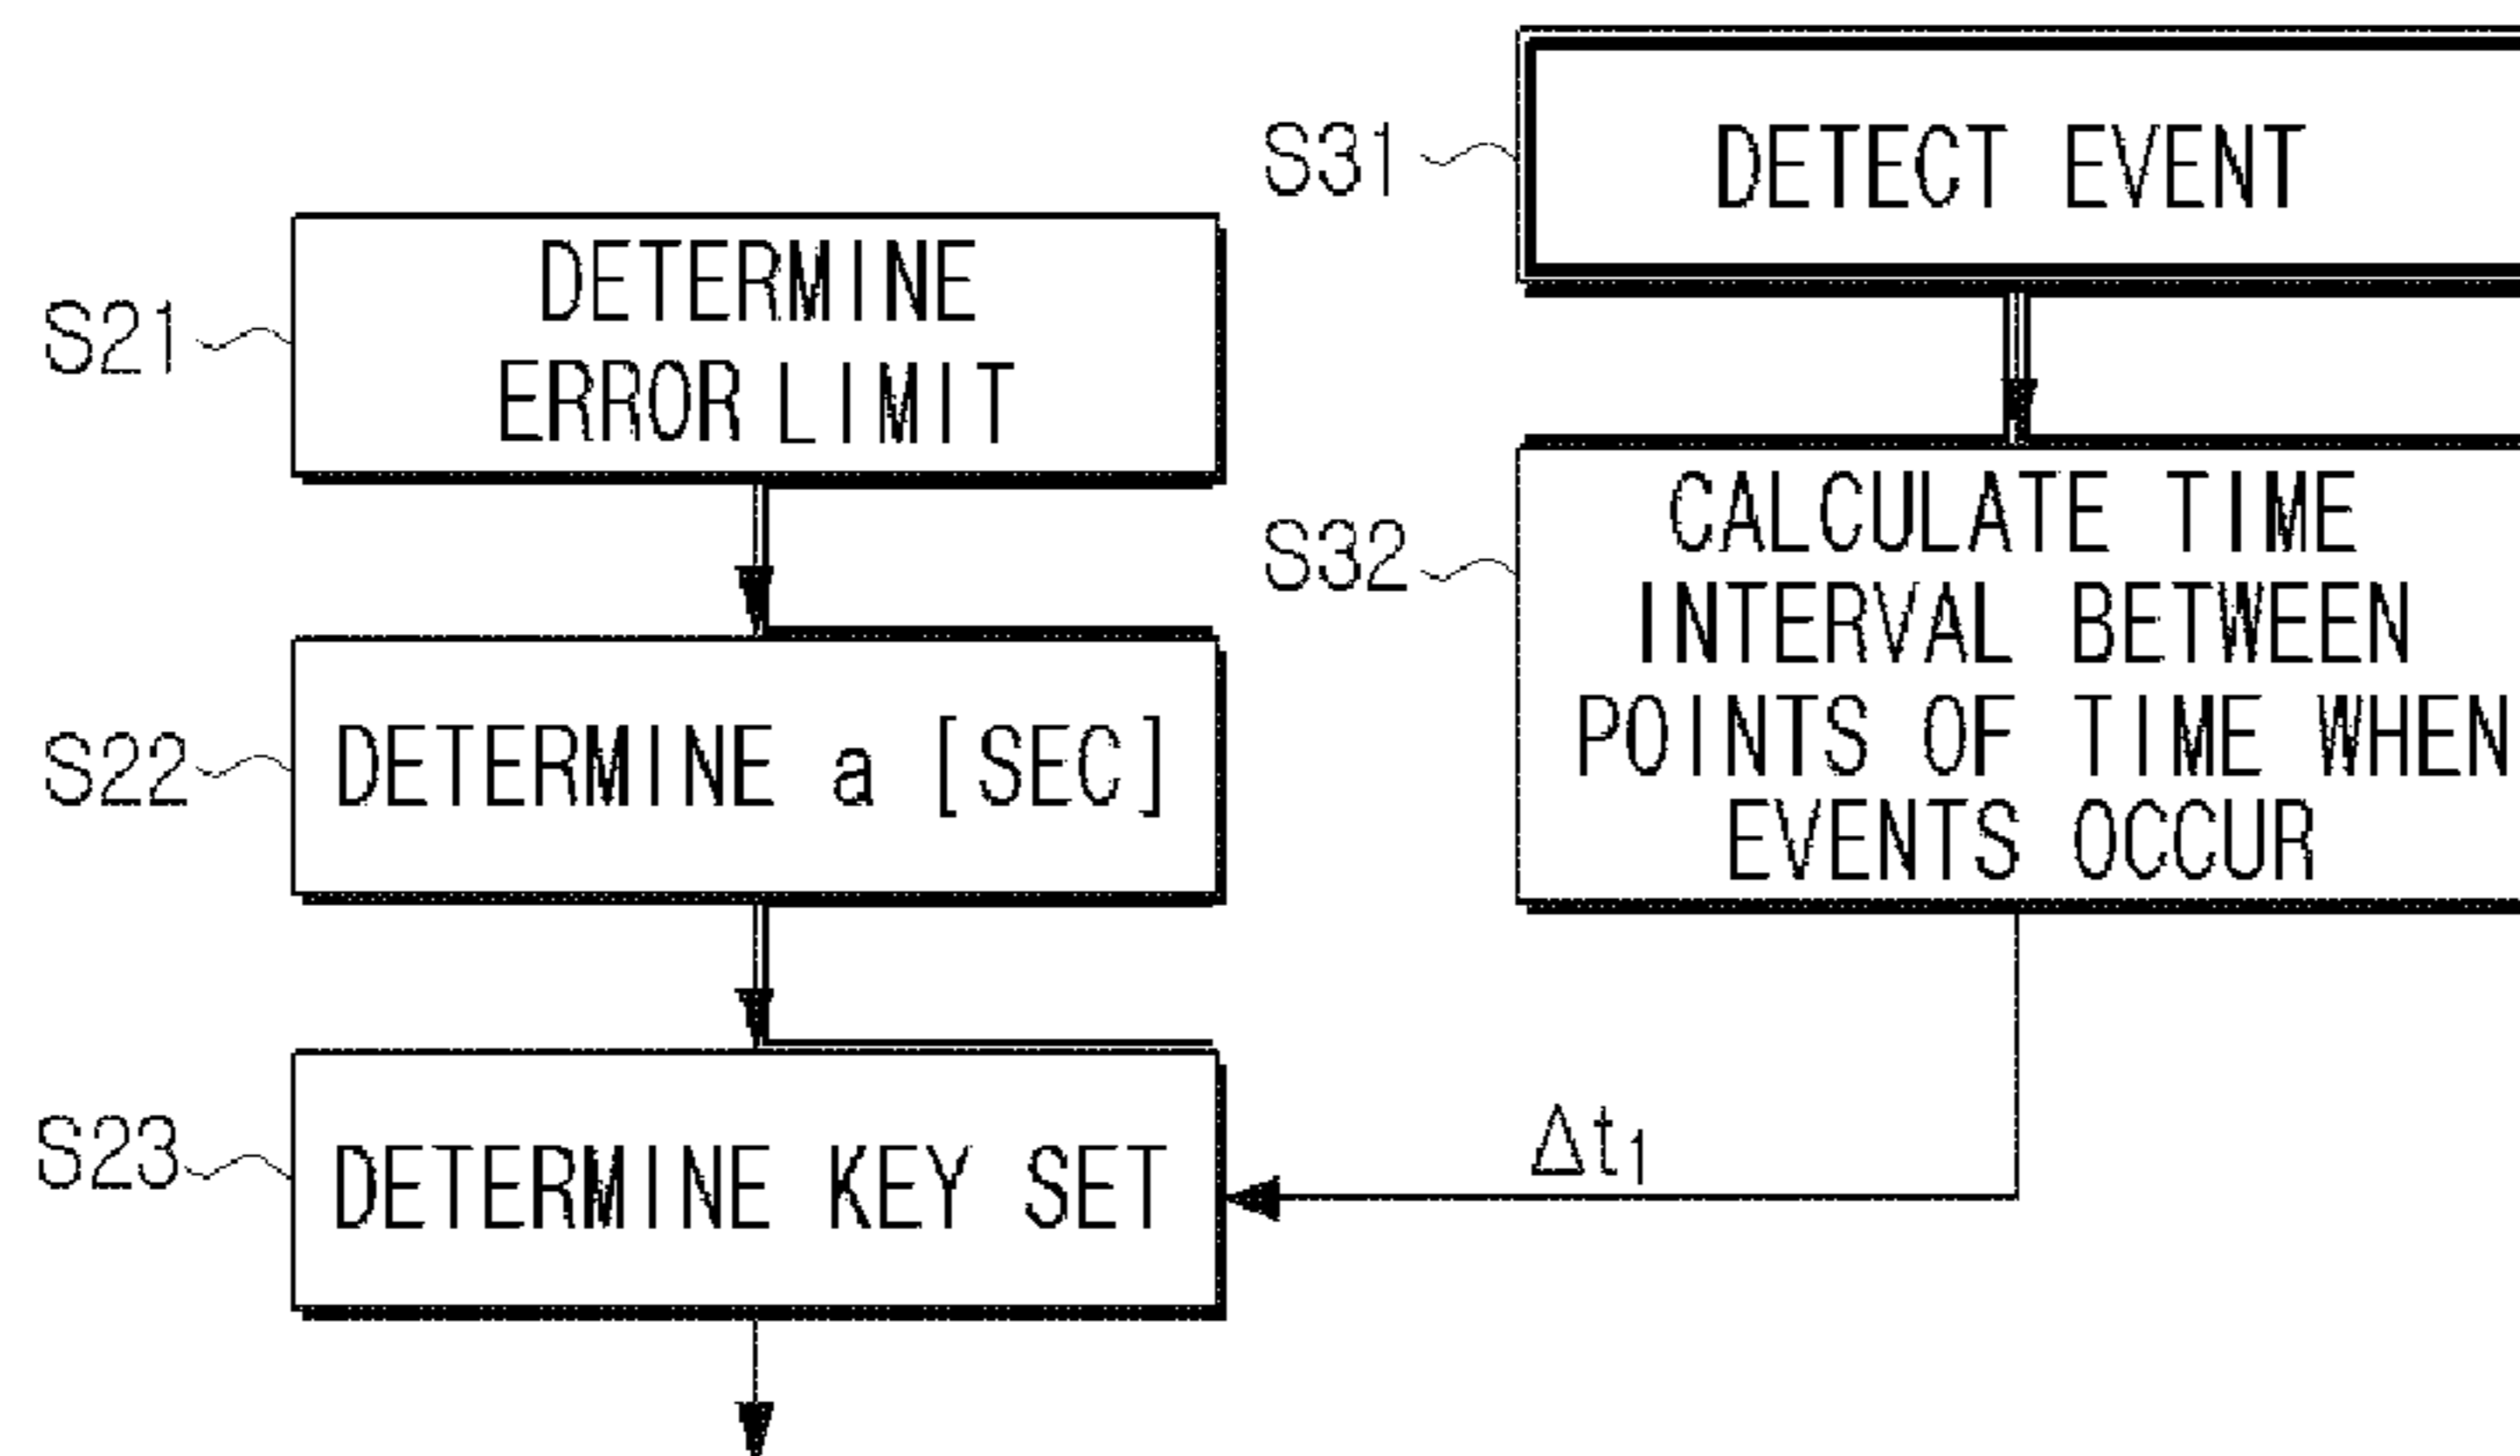 S21
DETERMINE
ERROR LIMIT
S22
DETERMINE a [SEC]
S23
DETERMINE KEY SET
S31
DETECT EVENT
S32
CALCULATE TIME
INTERVAL BETWEEN
POINTS OF TIME WHEN
EVENTS OCCUR
Δt₁